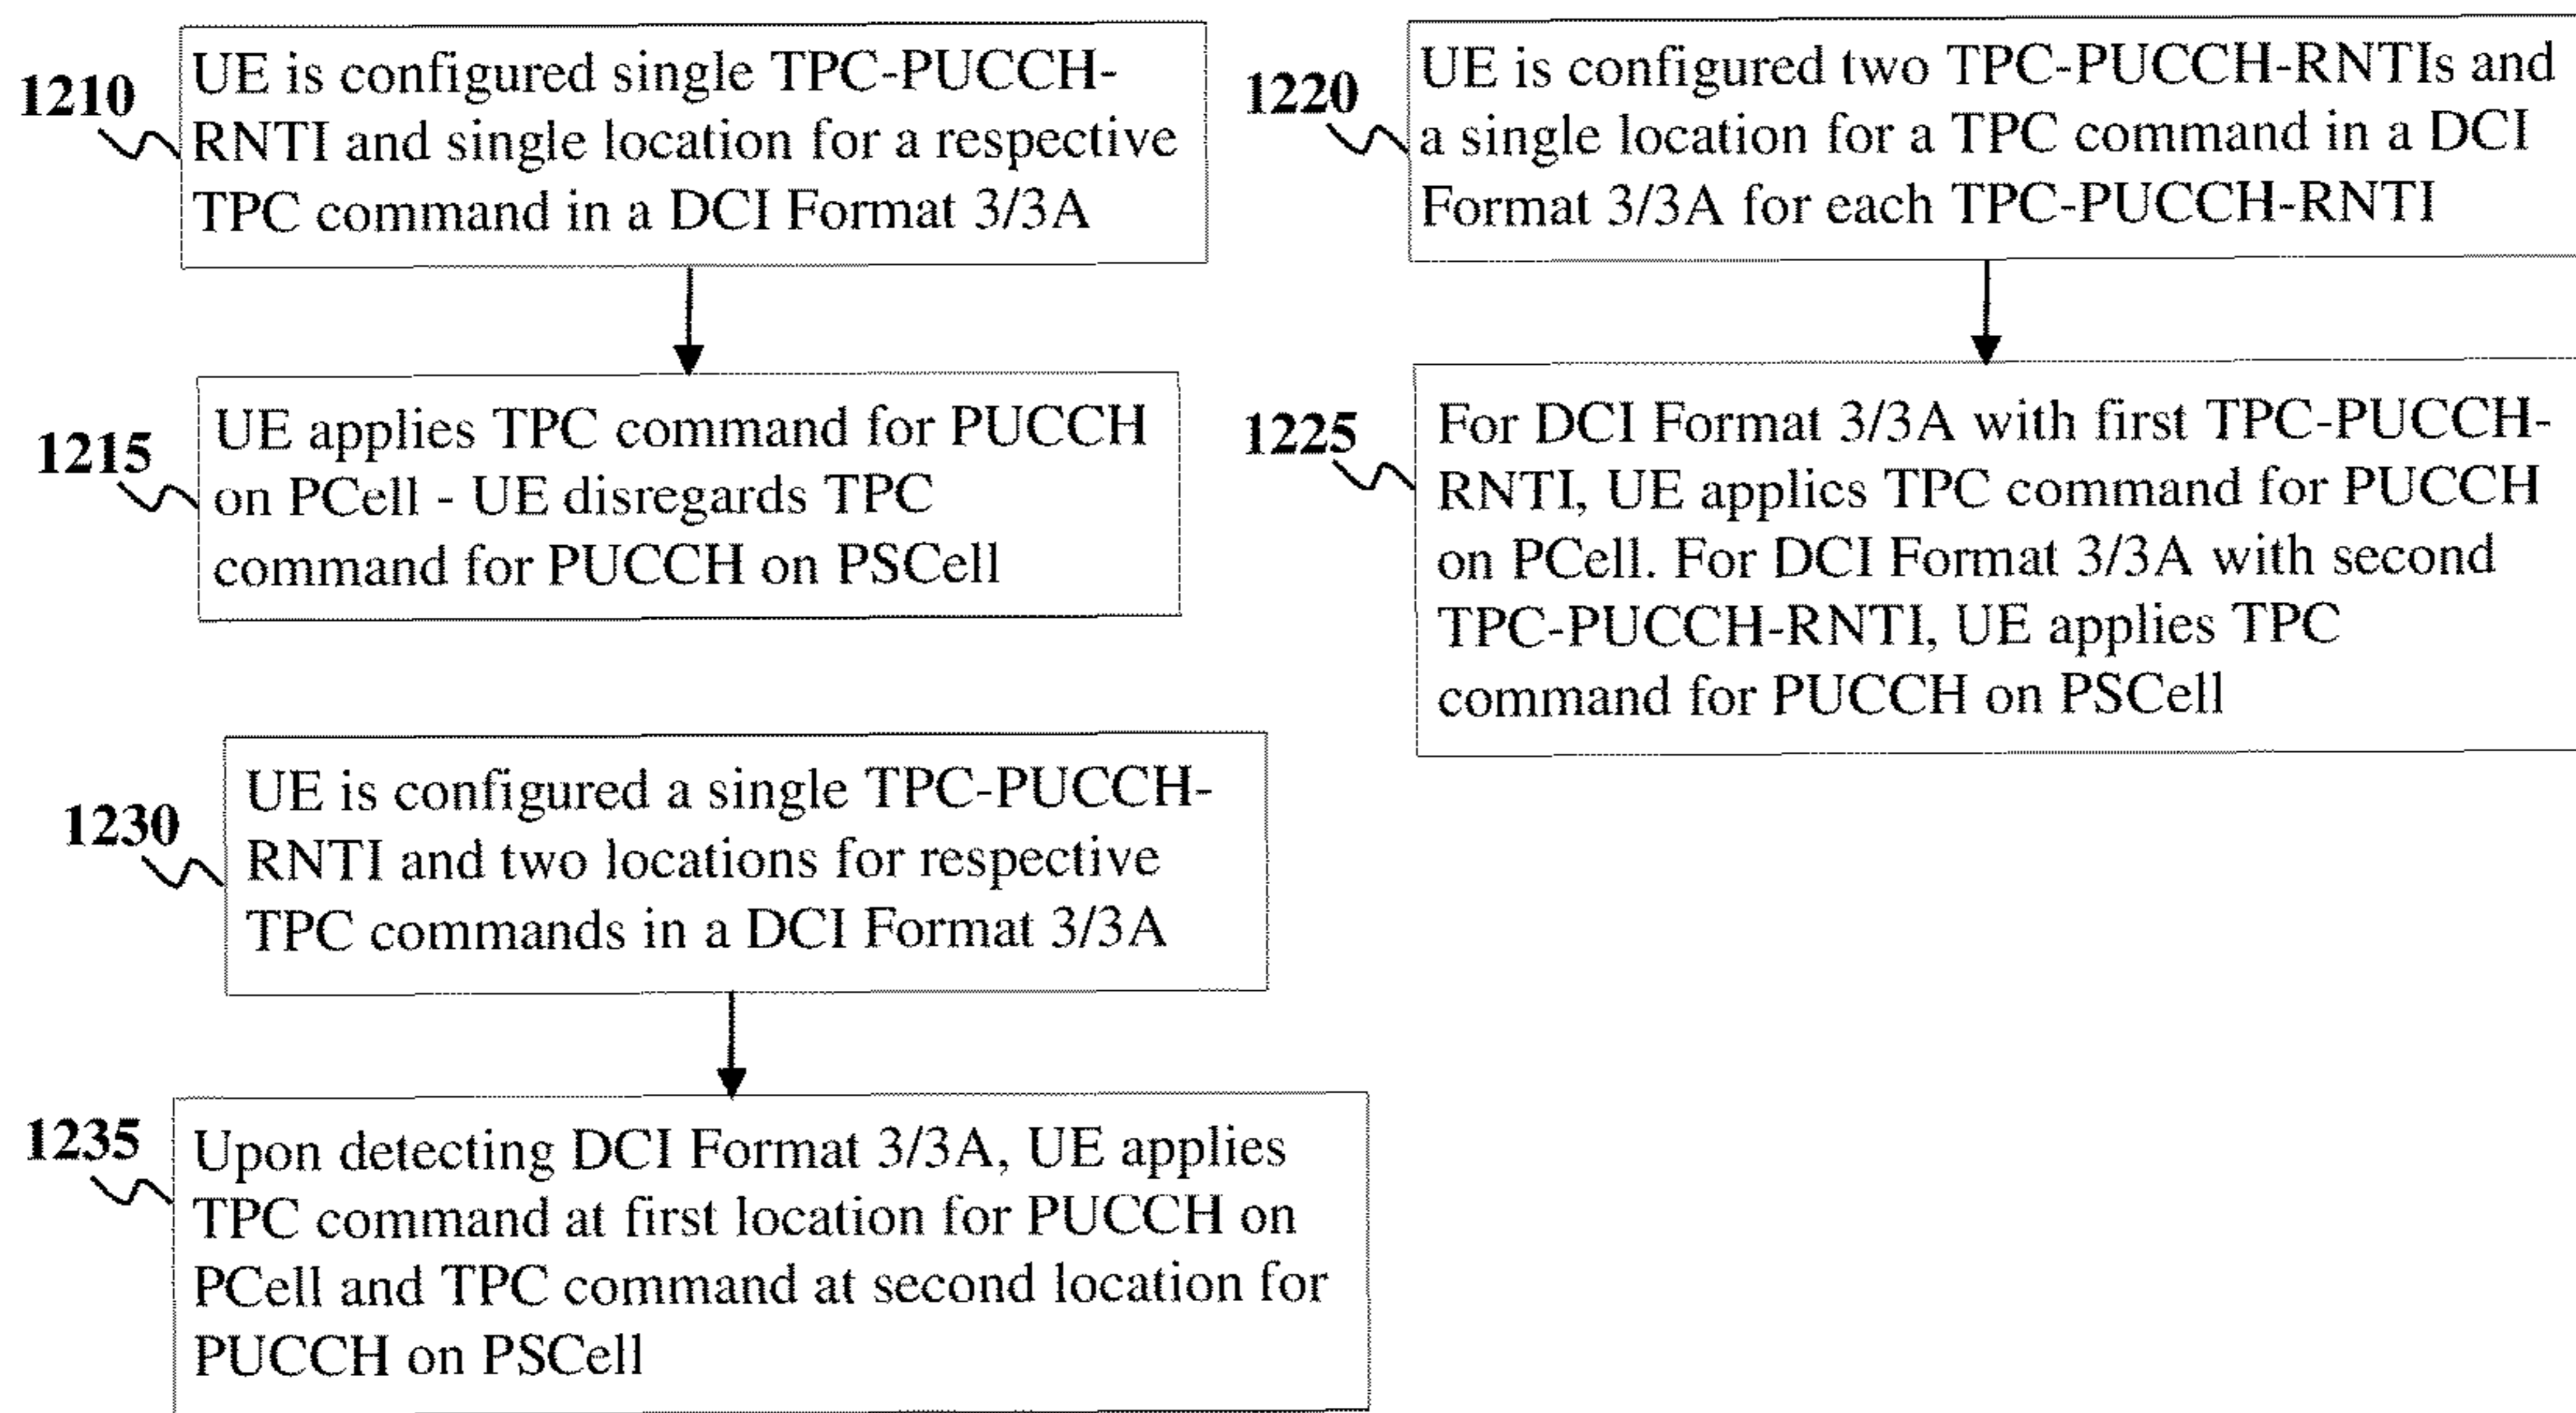 1210
UE is configured single TPC-PUCCH-
RNTI and single location for a respective
TPC command in a DCI Format 3/3A
1215
UE applies TPC command for PUCCH
on PCell - UE disregards TPC
command for PUCCH on PSCell
1220
UE is configured two TPC-PUCCH-RNTIs and
a single location for a TPC command in a DCI
Format 3/3A for each TPC-PUCCH-RNTI
1225
For DCI Format 3/3A with first TPC-PUCCH-
RNTI, UE applies TPC command for PUCCH
on PCell. For DCI Format 3/3A with second
TPC-PUCCH-RNTI, UE applies TPC
command for PUCCH on PSCell
1230
UE is configured a single TPC-PUCCH-
RNTI and two locations for respective
TPC commands in a DCI Format 3/3A
1235
Upon detecting DCI Format 3/3A, UE applies
TPC command at first location for PUCCH on
PCell and TPC command at second location for
PUCCH on PSCell